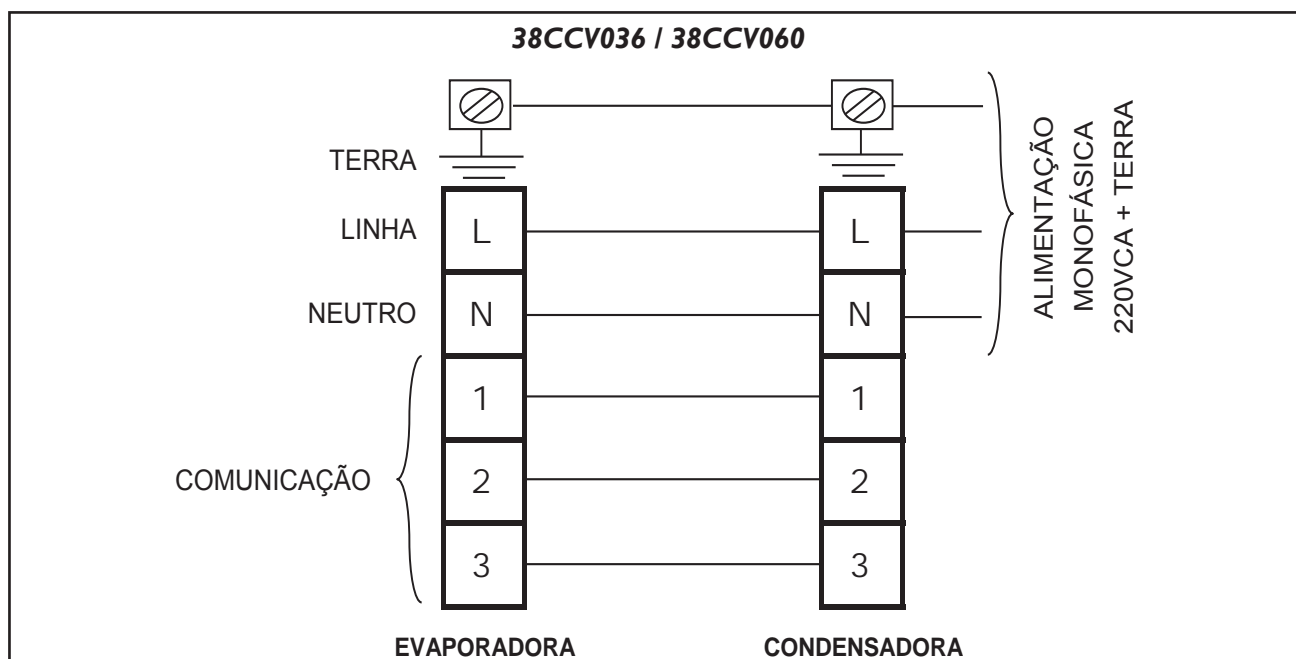 38CCV036 / 38CCV060
TERRA
LINHA L L
NEUTRO N N
1 1
COMUNICAÇÃO 2 2
3 3
EVAPORADORA CONDENSADORA
ALIMENTAÇÃO
MONOFÁSICA
220VCA + TERRA